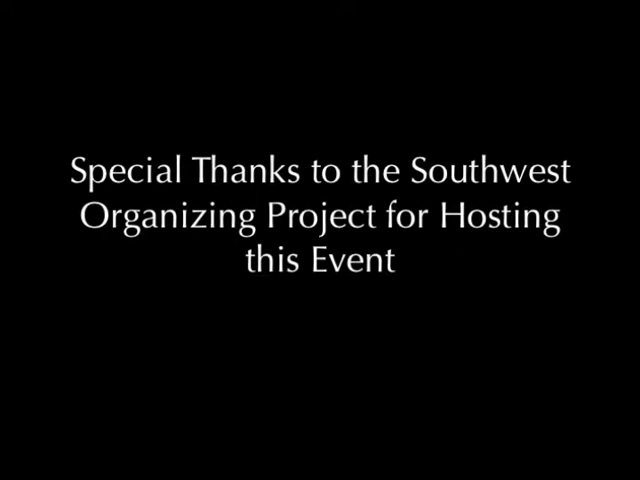 Special Thanks to the Southwest
Organizing Project for Hosting
this Event